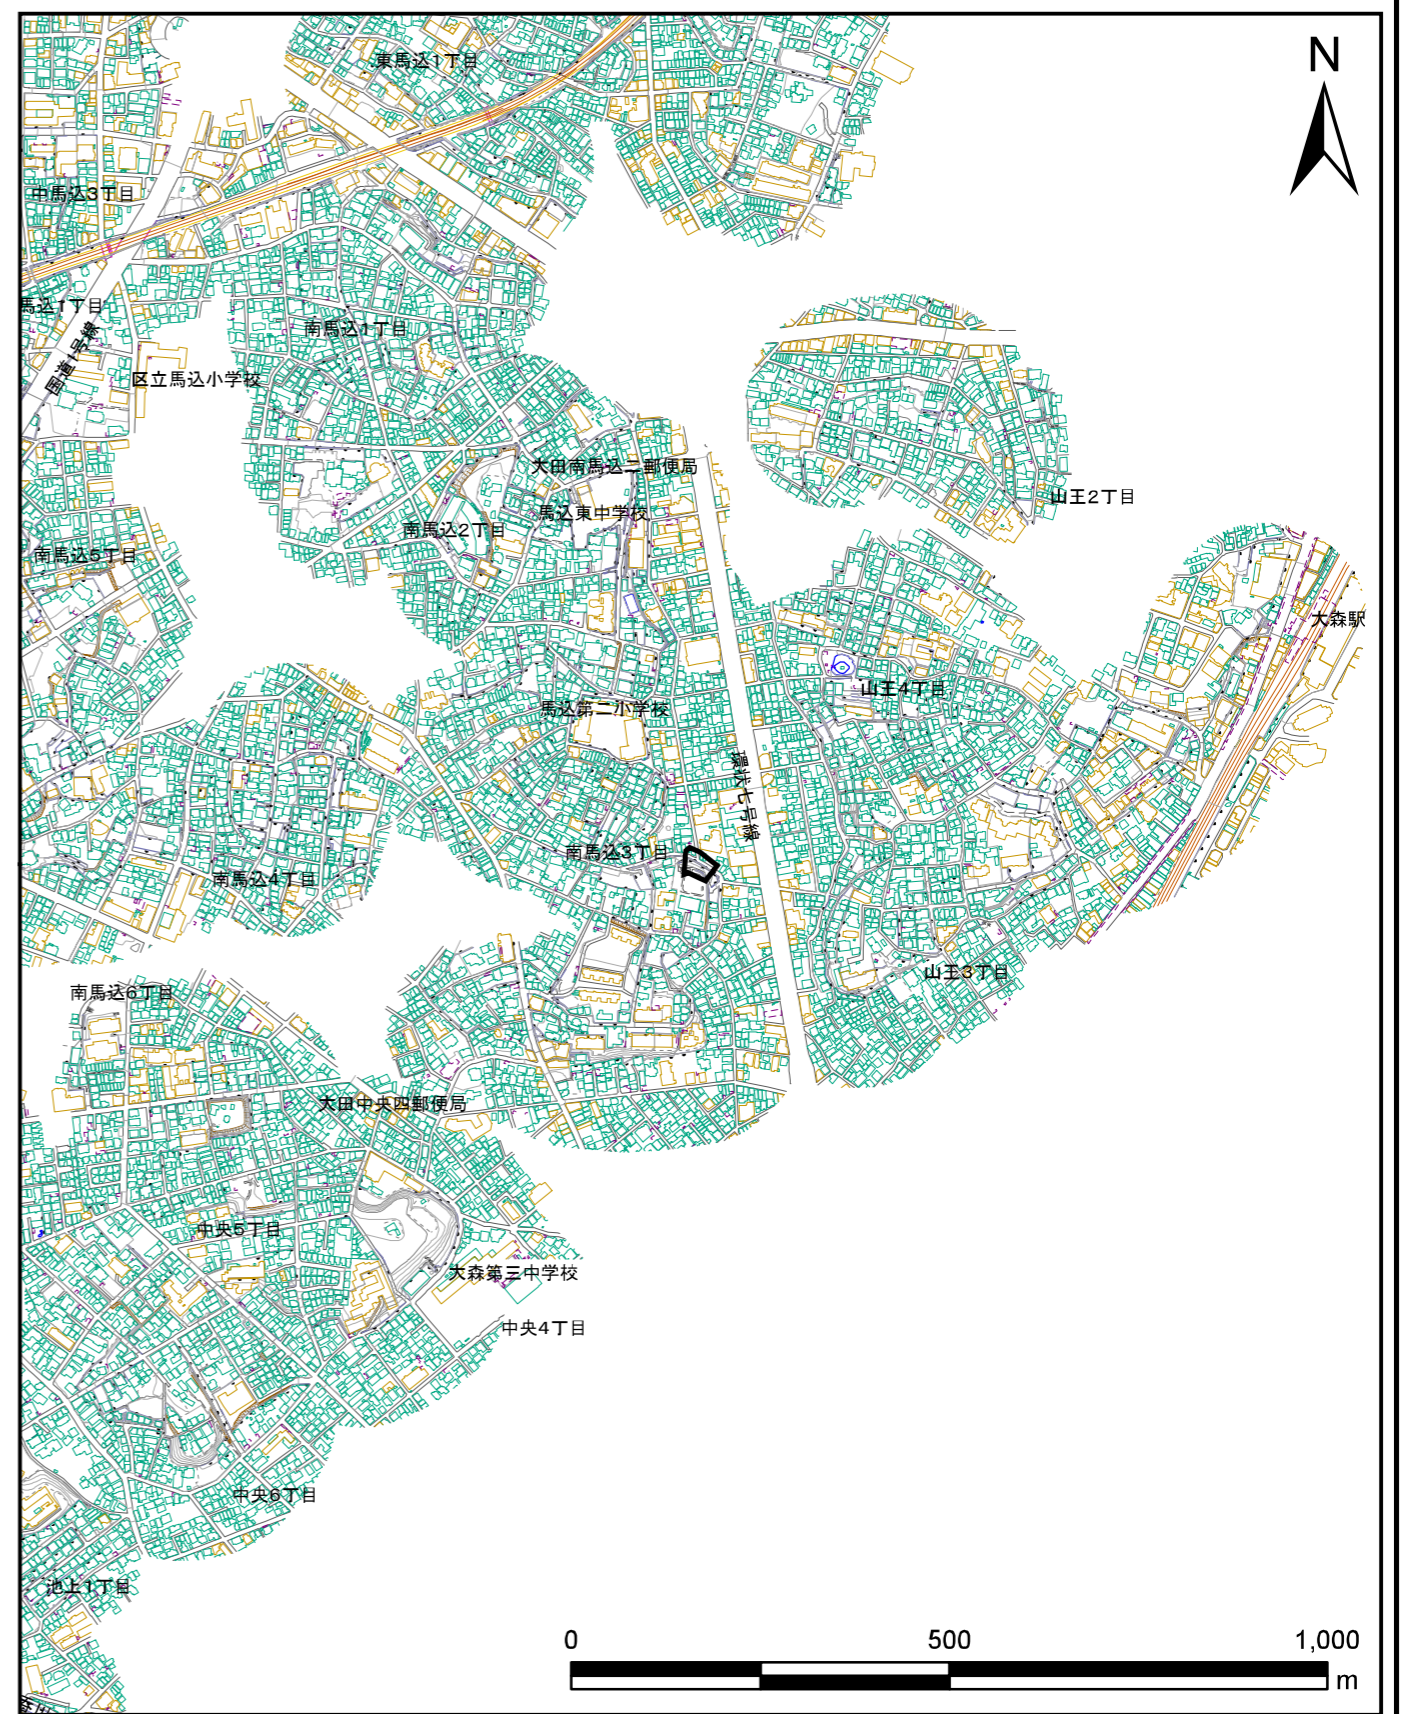 東馬込1丁目
N
中馬込3丁目
馬込1丁目
国道1号線
南馬込1丁目
区立馬込小学校
大田南馬込二郵便局
山王2丁目
馬込東中学校
南馬込2丁目
南馬込5丁目
大森駅
山王4丁目
馬込第二小学校
環状七号線
南馬込3丁目
南馬込4丁目
山王3丁目
南馬込6丁目
大田中央四郵便局
中央5丁目
大森第三中学校
中央4丁目
中央6丁目
池上1丁目
0 500 1,000
m